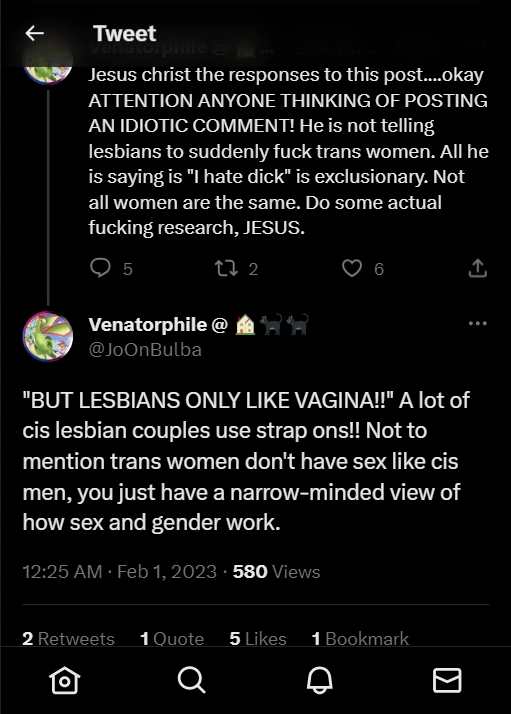 Tweet
Venatorphile @
Jesus christ the responses to this post....okay
ATTENTION ANYONE THINKING OF POSTING
AN IDIOTIC COMMENT! He is not telling
lesbians to suddenly fuck trans women. All he
is saying is "I hate dick" is exclusionary. Not
all women are the same. Do some actual
fucking research, JESUS.
5 2 6
Venatorphile @ 🏠🐈‍⬛🐈‍⬛
@JoOnBulba
"BUT LESBIANS ONLY LIKE VAGINA!!" A lot of
cis lesbian couples use strap ons!! Not to
mention trans women don't have sex like cis
men, you just have a narrow-minded view of
how sex and gender work.
12:25 AM · Feb 1, 2023 · 580 Views
2 Retweets 1 Quote 5 Likes 1 Bookmark